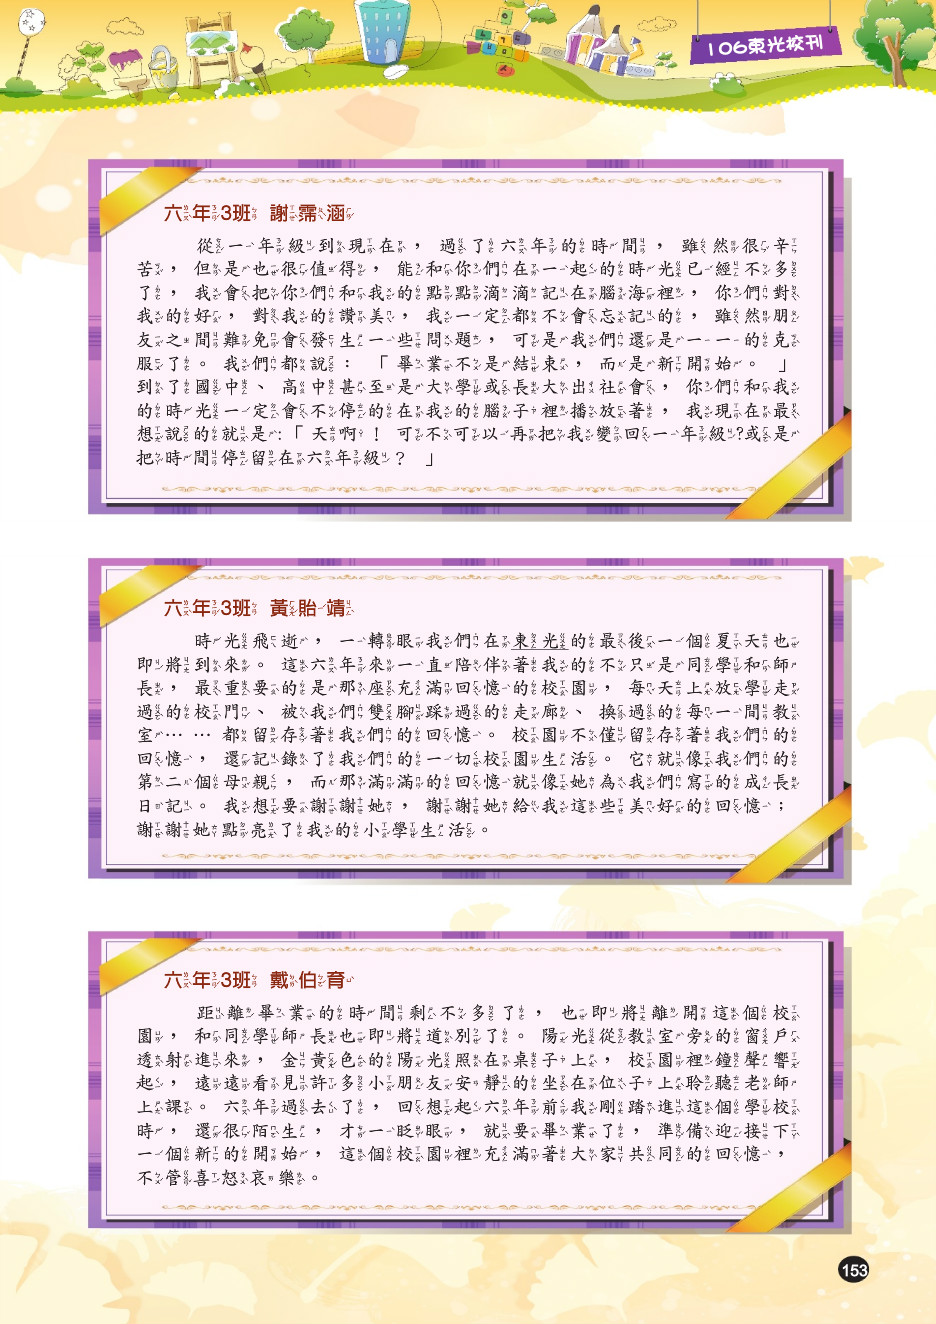 106東光校刊
六年3班 謝霈涵
從一年級到現在，過了六年的時間，雖然很辛
苦，但是也很值得，能和你們在一起的時光已經不多
了，我會把你們和我的點點滴滴記在腦海裡，你們對
我的好，對我的讚美，我一定都不會忘記的，雖然朋
友之間難免會發生一些問題，可是我們還是一一的克
服了。我們都說：「畢業不是結束，而是新開始。」
到了國中、高中甚至是大學或長大出社會，你們和我
的時光一定會不停的在我的腦子裡播放著，我現在最
想說的就是:「天啊！可不可以再把我變回一年級?或是
把時間停留在六年級？」
六年3班 黃貽靖
時光飛逝，一轉眼我們在東光的最後一個夏天也
即將到來。這六年來一直陪伴著我的不只是同學和師
長，最重要的是那座充滿回憶的校園，每天上放學走
過的校門、被我們雙腳踩過的走廊、換過的每一間教
室……都留存著我們的回憶。校園不僅留存著我們的
回憶，還記錄了我們的一切校園生活。它就像我們的
第二個母親，而那滿滿的回憶就像她為我們寫的成長
日記。我想要謝謝她，謝謝她給我這些美好的回憶；
謝謝她點亮了我的小學生活。
六年3班 戴伯育
距離畢業的時間剩不多了，也即將離開這個校
園，和同學師長也即將道別了。陽光從教室旁的窗戶
透射進來，金黃色的陽光照在桌子上，校園裡鐘聲響
起，遠遠看見許多小朋友安靜的坐在位子上聆聽老師
上課。六年過去了，回想起六年前我剛踏進這個學校
時，還很陌生，才一眨眼，就要畢業了，準備迎接下
一個新的開始，這個校園裡充滿著大家共同的回憶，
不管喜怒哀樂。
153